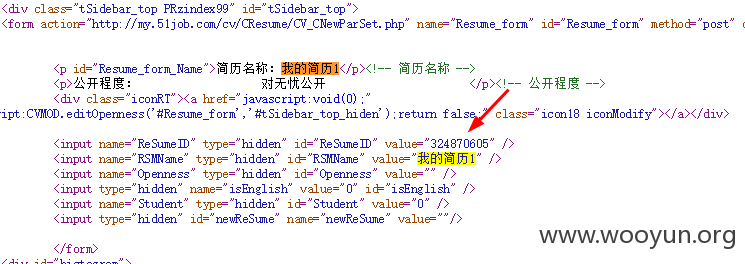 <div class="tSidebar_top PRzindex99" id="tSidebar_top">
<form action="http://my.51job.com/cv/CResume/CV_CNewParSet.php" name="Resume_form" id="Resume_form" method="post" c
<p id="Resume_form_Name">简历名称：我的简历1</p><!-- 简历名称 -->
<p>公开程度： 对无忧公开 </p><!-- 公开程度 -->
<div class="iconRT"><a href="javascript:void(0);"
ript:CVMOD.editOpenness('#Resume_form','#tSidebar_top_hiden');return false;" class="icon18 iconModify"></a></div>
<input name="ReSumeID" type="hidden" id="ReSumeID" value="324870605" />
<input name="RSMName" type="hidden" id="RSMName" value="我的简历1" />
<input name="Openness" type="hidden" id="Openness" value="" />
<input type="hidden" name="isEnglish" value="0" id="isEnglish" />
<input name="Student" type="hidden" id="Student" value="0" />
<input type="hidden" id="newReSume" name="newReSume" value=""/>
</form>
www.wooyun.org
<div id="histogram">